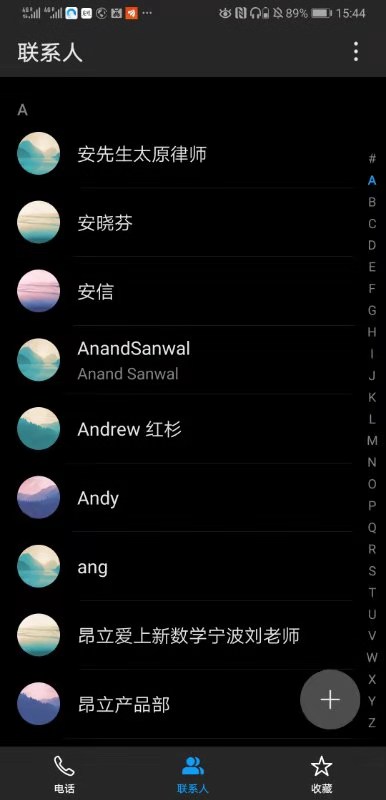 89% 15:44
联系人
A
安先生太原律师
安晓芬
安信
AnandSanwal
Anand Sanwal
Andrew 红杉
Andy
ang
昂立爱上新数学宁波刘老师
昂立产品部
#
A
B
C
D
E
F
G
H
I
J
K
L
M
N
O
P
Q
R
S
T
U
V
W
X
Y
Z
电话
联系人
收藏